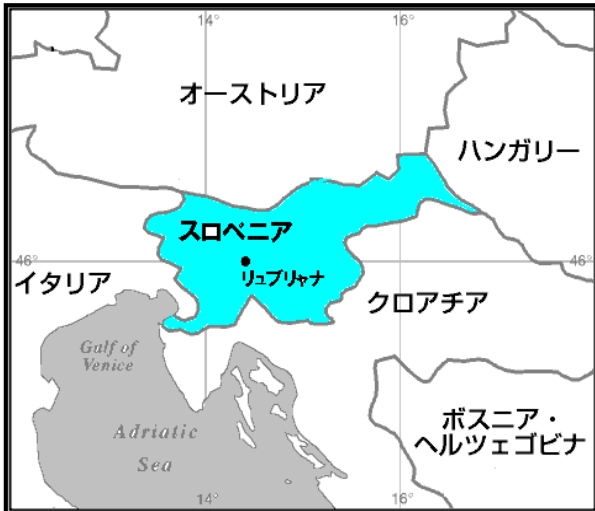 14°
16°
オーストリア
ハンガリー
スロベニア
46°
46°
リュブリャナ
イタリア
クロアチア
Gulf of
Venice
ボスニア・
ヘルツェゴビナ
Adriatic
Sea
14°
16°